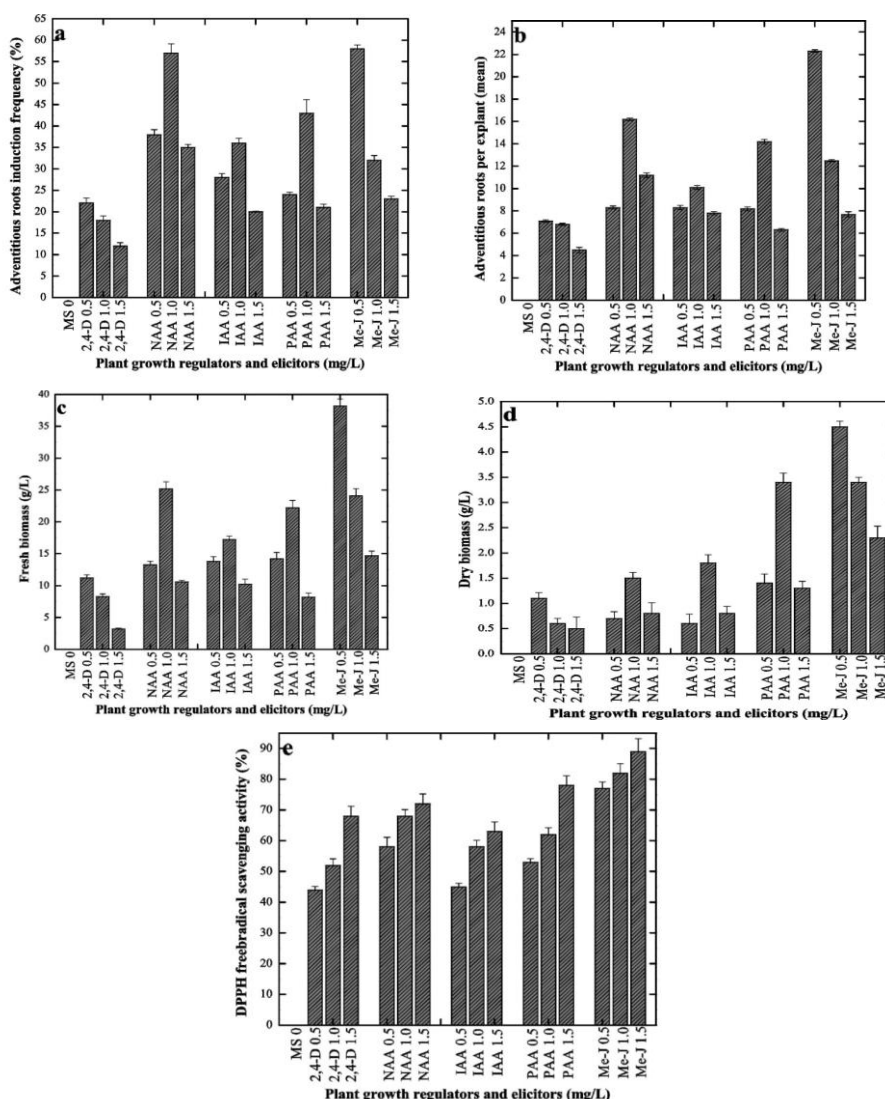 a
Adventitious roots induction frequency (%)
65
60
55
50
45
40
35
30
25
20
15
10
5
0
MS 0
2,4-D 0.5
2,4-D 1.0
2,4-D 1.5
NAA 0.5
NAA 1.0
NAA 1.5
IAA 0.5
IAA 1.0
IAA 1.5
PAA 0.5
PAA 1.0
PAA 1.5
Me-J 0.5
Me-J 1.0
Me-J 1.5
Plant growth regulators and elicitors (mg/L)
b
Adventitious roots per explant (mean)
22
20
18
16
14
12
10
8
6
4
2
0
MS 0
2,4-D 0.5
2,4-D 1.0
2,4-D 1.5
NAA 0.5
NAA 1.0
NAA 1.5
IAA 0.5
IAA 1.0
IAA 1.5
PAA 0.5
PAA 1.0
PAA 1.5
Me-J 0.5
Me-J 1.0
Me-J 1.5
Plant growth regulators and elicitors (mg/L)
c
Fresh biomass (g/L)
40
35
30
25
20
15
10
5
0
MS 0
2,4-D 0.5
2,4-D 1.0
2,4-D 1.5
NAA 0.5
NAA 1.0
NAA 1.5
IAA 0.5
IAA 1.0
IAA 1.5
PAA 0.5
PAA 1.0
PAA 1.5
Me-J 0.5
Me-J 1.0
Me-J 1.5
Plant growth regulators and elicitors (mg/L)
d
Dry biomass (g/L)
5.0
4.5
4.0
3.5
3.0
2.5
2.0
1.5
1.0
0.5
0.0
MS 0
2,4-D 0.5
2,4-D 1.0
2,4-D 1.5
NAA 0.5
NAA 1.0
NAA 1.5
IAA 0.5
IAA 1.0
IAA 1.5
PAA 0.5
PAA 1.0
PAA 1.5
Me-J 0.5
Me-J 1.0
Me-J 1.5
Plant growth regulators and elicitors (mg/L)
e
DPPH freebradical scavenging activity (%)
90
80
70
60
50
40
30
20
10
0
MS 0
2,4-D 0.5
2,4-D 1.0
2,4-D 1.5
NAA 0.5
NAA 1.0
NAA 1.5
IAA 0.5
IAA 1.0
IAA 1.5
PAA 0.5
PAA 1.0
PAA 1.5
Me-J 0.5
Me-J 1.0
Me-J 1.5
Plant growth regulators and elicitors (mg/L)